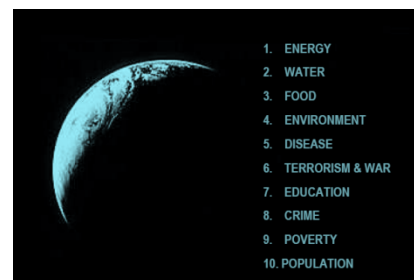 1. ENERGY
2. WATER
3. FOOD
4. ENVIRONMENT
5. DISEASE
6. TERRORISM & WAR
7. EDUCATION
8. CRIME
9. POVERTY
10. POPULATION